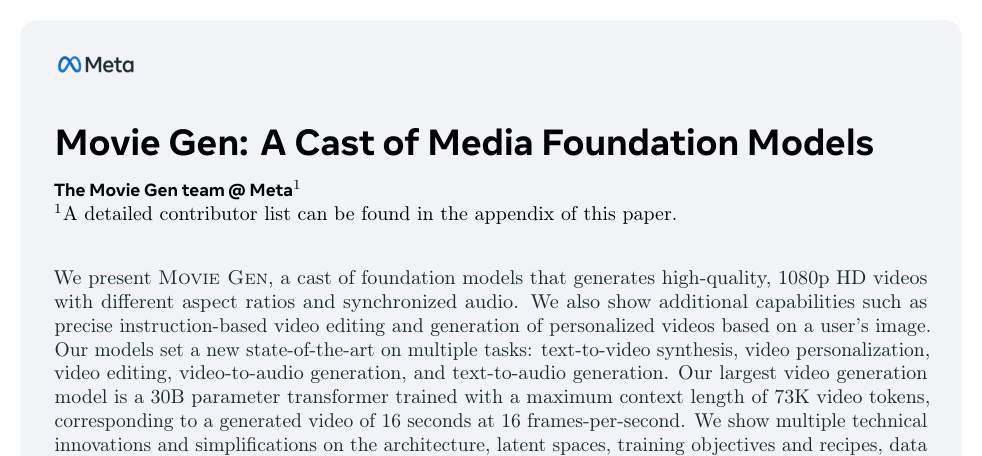 Meta
Movie Gen: A Cast of Media Foundation Models
The Movie Gen team @ Meta¹
¹A detailed contributor list can be found in the appendix of this paper.
We present Movie Gen, a cast of foundation models that generates high-quality, 1080p HD videos
with different aspect ratios and synchronized audio. We also show additional capabilities such as
precise instruction-based video editing and generation of personalized videos based on a user's image.
Our models set a new state-of-the-art on multiple tasks: text-to-video synthesis, video personalization,
video editing, video-to-audio generation, and text-to-audio generation. Our largest video generation
model is a 30B parameter transformer trained with a maximum context length of 73K video tokens,
corresponding to a generated video of 16 seconds at 16 frames-per-second. We show multiple technical
innovations and simplifications on the architecture, latent spaces, training objectives and recipes, data